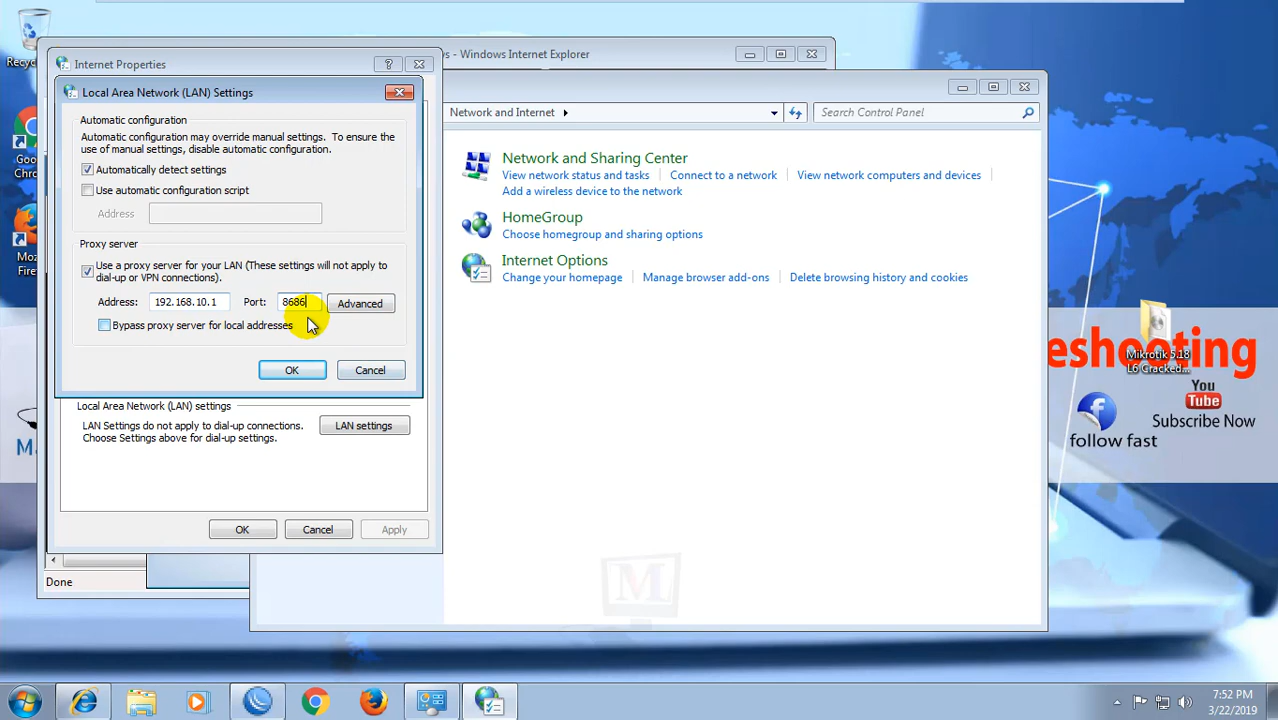 Recyc
- Windows Internet Explorer
Internet Properties
?
Local Area Network (LAN) Settings
Automatic configuration
Automatic configuration may override manual settings. To ensure the
use of manual settings, disable automatic configuration.
Automatically detect settings
Use automatic configuration script
Address
Proxy server
Use a proxy server for your LAN (These settings will not apply to
dial-up or VPN connections).
Address: 192.168.10.1 Port: 8686 Advanced
Bypass proxy server for local addresses
OK Cancel
Local Area Network (LAN) settings
LAN Settings do not apply to dial-up connections.
Choose Settings above for dial-up settings.
LAN settings
OK Cancel Apply
Done
Network and Internet
Search Control Panel
Network and Sharing Center
View network status and tasks Connect to a network View network computers and devices
Add a wireless device to the network
HomeGroup
Choose homegroup and sharing options
Internet Options
Change your homepage Manage browser add-ons Delete browsing history and cookies
Goo
Chr
Moz
Firef
M
M
eshooting
Mikrotik 5.18
L6 Cracked...
f
follow fast
You
Tube
Subscribe Now
7:52 PM
3/22/2019